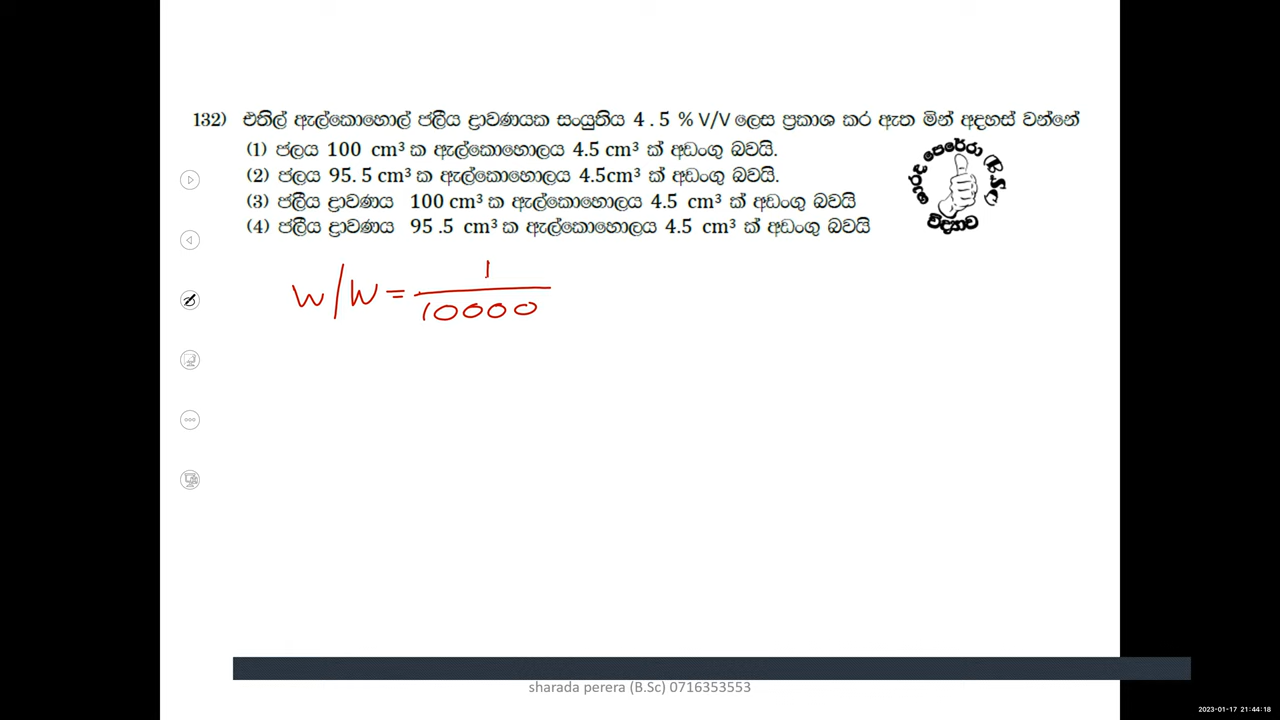 132) එතිල් ඇල්කොහොල් ජලීය ද්‍රාවණයක සංයුතිය 4 . 5 % V/V ලෙස ප්‍රකාශ කර ඇත මින් අදහස් වන්නේ
(1) ජලය 100 cm³ ක ඇල්කොහොලය 4.5 cm³ ක් අඩංගු බවයි.
(2) ජලය 95. 5 cm³ ක ඇල්කොහොලය 4.5cm³ ක් අඩංගු බවයි.
(3) ජලීය ද්‍රාවණය 100 cm³ ක ඇල්කොහොලය 4.5 cm³ ක් අඩංගු බවයි
(4) ජලීය ද්‍රාවණය 95 .5 cm³ ක ඇල්කොහොලය 4.5 cm³ ක් අඩංගු බවයි
ශාරද පෙරේරා (B.Sc)
විද්‍යාව
w/w = 1/10000
sharada perera (B.Sc) 0716353553
2023-01-17 21:44:18